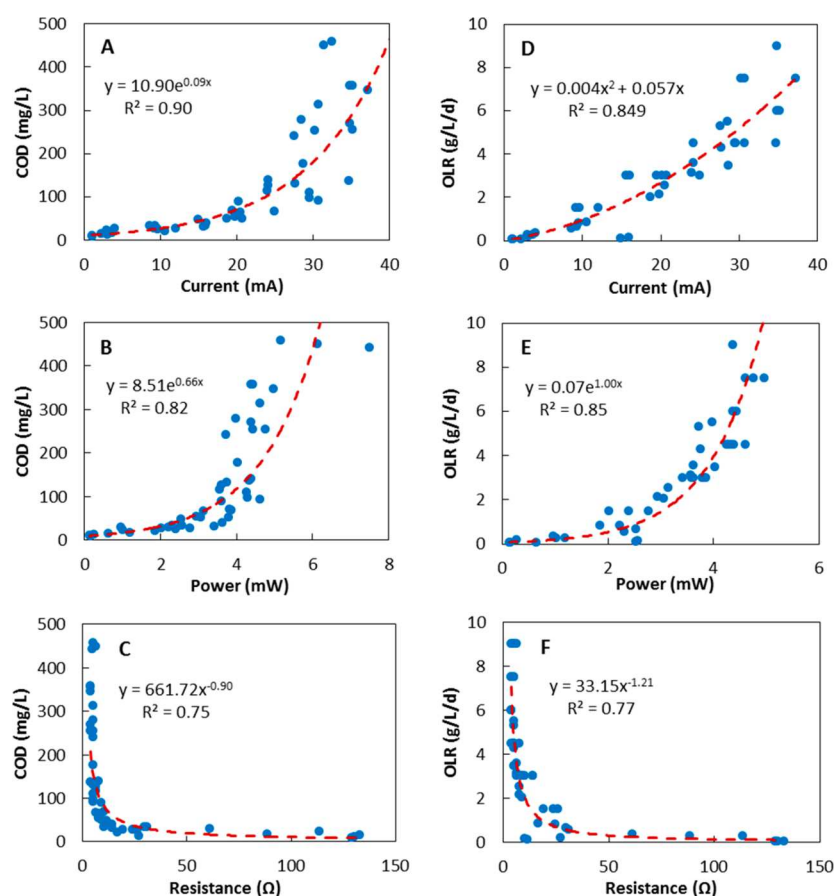 A
y = 10.90e^0.09x
R² = 0.90
COD (mg/L)
500
400
300
200
100
0
0 10 20 30 40
Current (mA)
D
y = 0.004x² + 0.057x
R² = 0.849
OLR (g/L/d)
10
8
6
4
2
0
0 10 20 30 40
Current (mA)
B
y = 8.51e^0.66x
R² = 0.82
COD (mg/L)
500
400
300
200
100
0
0 2 4 6 8
Power (mW)
E
y = 0.07e^1.00x
R² = 0.85
OLR (g/L/d)
10
8
6
4
2
0
0 2 4 6
Power (mW)
C
y = 661.72x^-0.90
R² = 0.75
COD (mg/L)
500
400
300
200
100
0
0 50 100 150
Resistance (Ω)
F
y = 33.15x^-1.21
R² = 0.77
OLR (g/L/d)
10
8
6
4
2
0
0 50 100 150
Resistance (Ω)